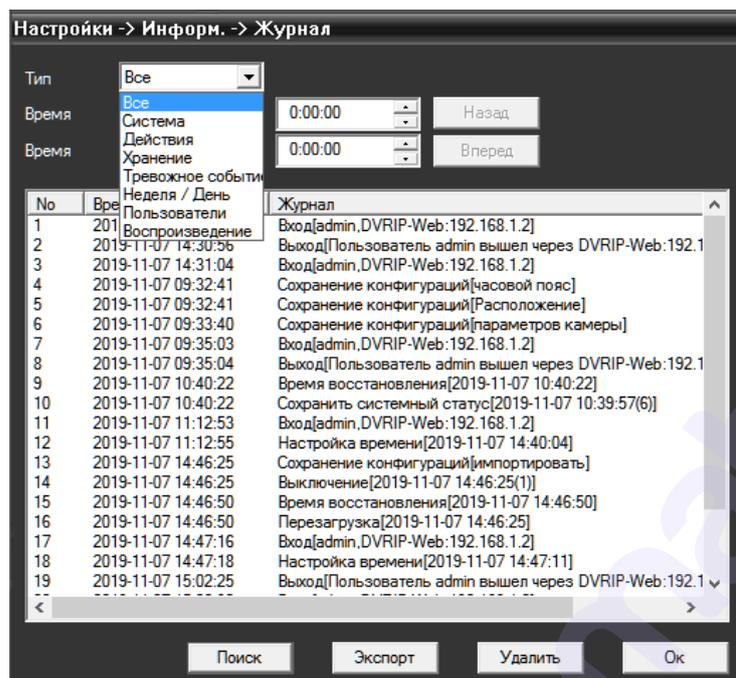 Настройки -> Информ. -> Журнал
Тип Все
Все
Система
Действия
Хранение
Тревожное событи
Неделя / День
Пользователи
Воспроизведение
Время 0:00:00 Назад
Время 0:00:00 Вперед
No Вре Журнал
1 201 Вход[admin,DVRIP-Web:192.168.1.2]
2 2019-11-07 14:30:56 Выход[Пользователь admin вышел через DVRIP-Web:192.1
3 2019-11-07 14:31:04 Вход[admin,DVRIP-Web:192.168.1.2]
4 2019-11-07 09:32:41 Сохранение конфигураций[часовой пояс]
5 2019-11-07 09:32:41 Сохранение конфигураций[Расположение]
6 2019-11-07 09:33:40 Сохранение конфигураций[параметров камеры]
7 2019-11-07 09:35:03 Вход[admin,DVRIP-Web:192.168.1.2]
8 2019-11-07 09:35:04 Выход[Пользователь admin вышел через DVRIP-Web:192.1
9 2019-11-07 10:40:22 Время восстановления[2019-11-07 10:40:22]
10 2019-11-07 10:40:22 Сохранить системный статус[2019-11-07 10:39:57(6)]
11 2019-11-07 11:12:53 Вход[admin,DVRIP-Web:192.168.1.2]
12 2019-11-07 11:12:55 Настройка времени[2019-11-07 14:40:04]
13 2019-11-07 14:46:25 Сохранение конфигураций[импортировать]
14 2019-11-07 14:46:25 Выключение[2019-11-07 14:46:25(1)]
15 2019-11-07 14:46:50 Время восстановления[2019-11-07 14:46:50]
16 2019-11-07 14:46:50 Перезагрузка[2019-11-07 14:46:25]
17 2019-11-07 14:47:16 Вход[admin,DVRIP-Web:192.168.1.2]
18 2019-11-07 14:47:18 Настройка времени[2019-11-07 14:47:11]
19 2019-11-07 15:02:25 Выход[Пользователь admin вышел через DVRIP-Web:192.1
Поиск Экспорт Удалить Ок